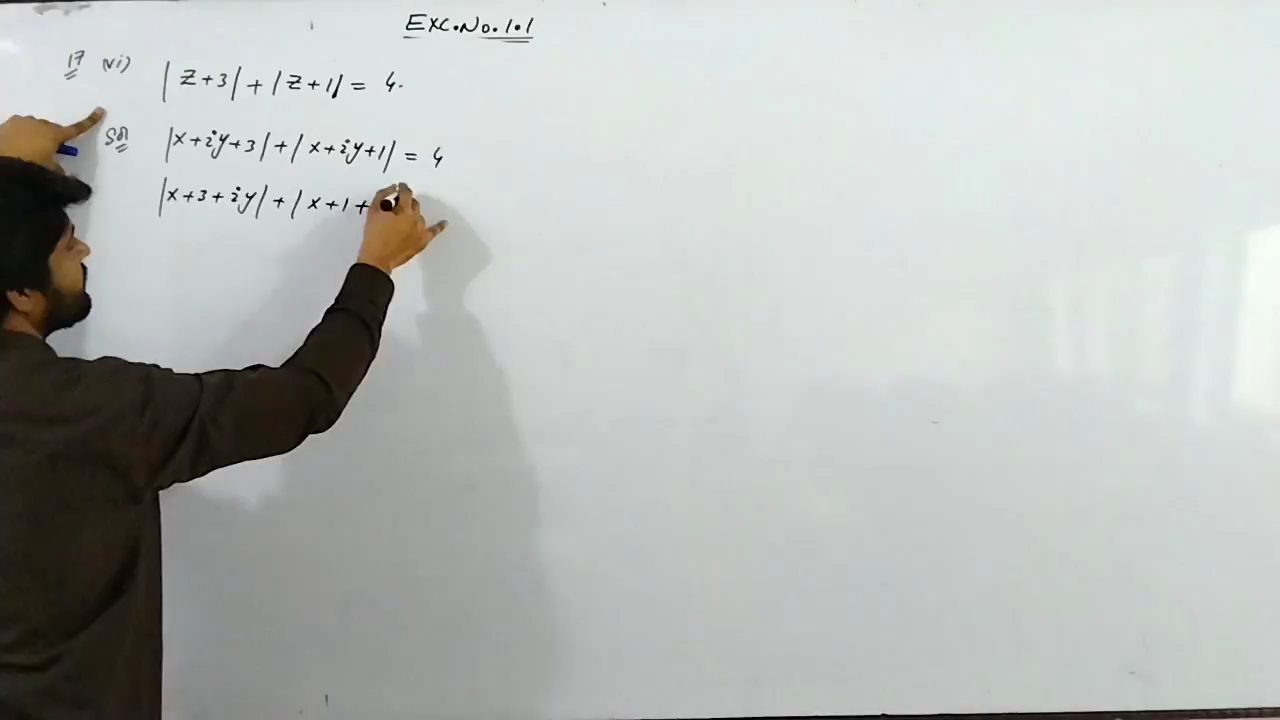 Exc. No. 1.1
17 (vi) |z+3| + |z+1| = 4.
Sol |x+iy+3| + |x+iy+1| = 4
|x+3+iy| + |x+1+